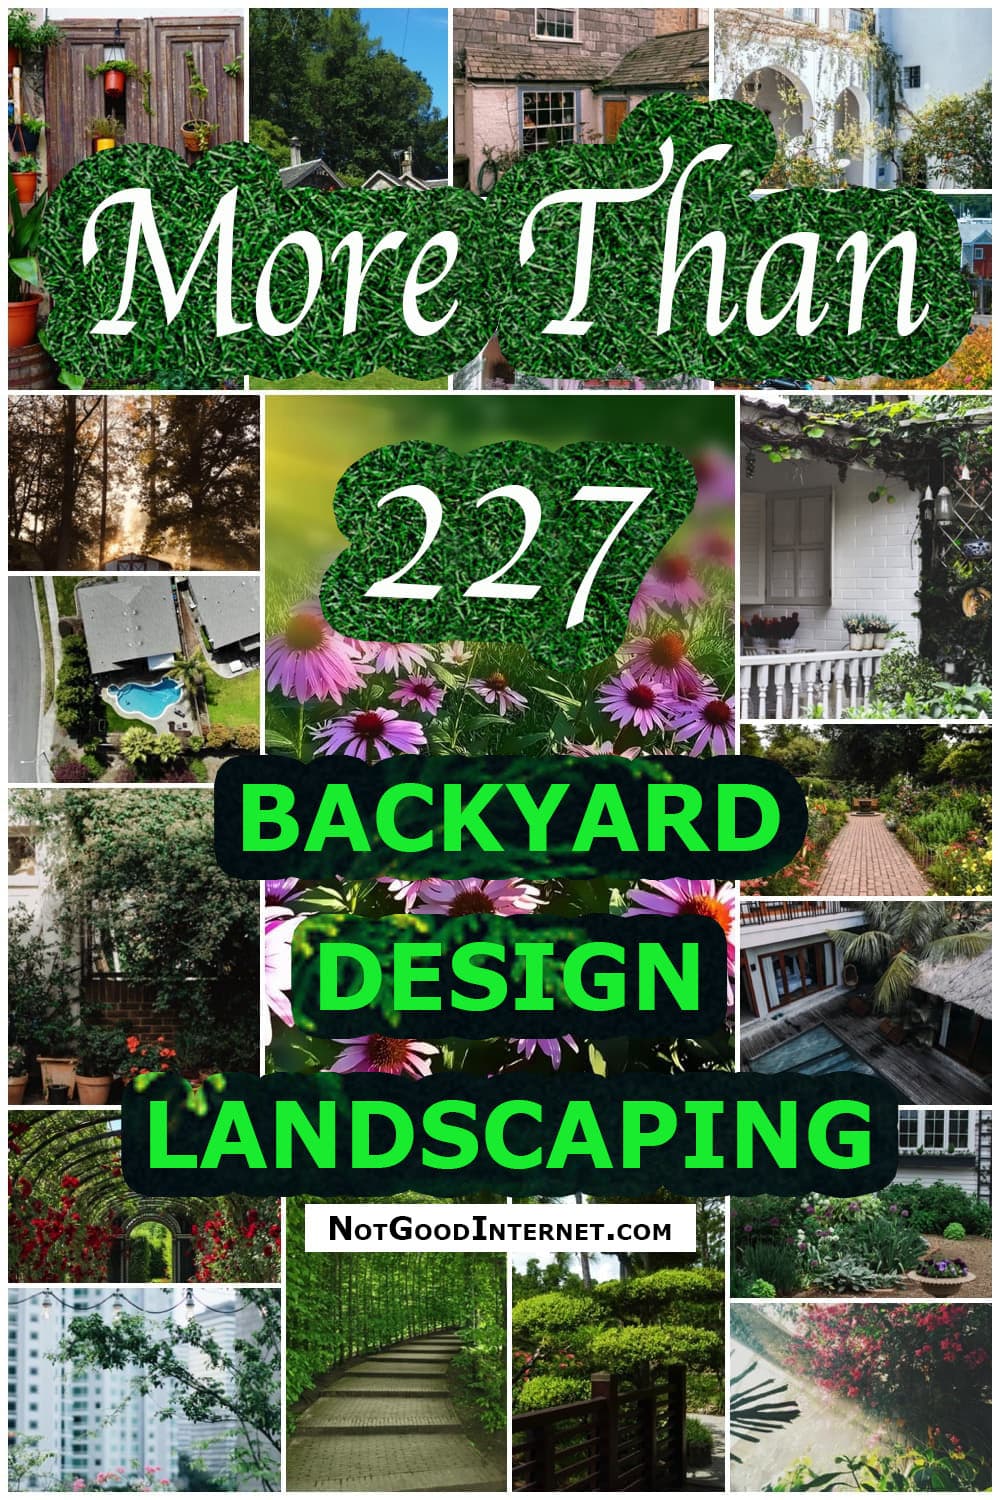 More Than
227
BACKYARD
DESIGN
LANDSCAPING
NotGoodInternet.com